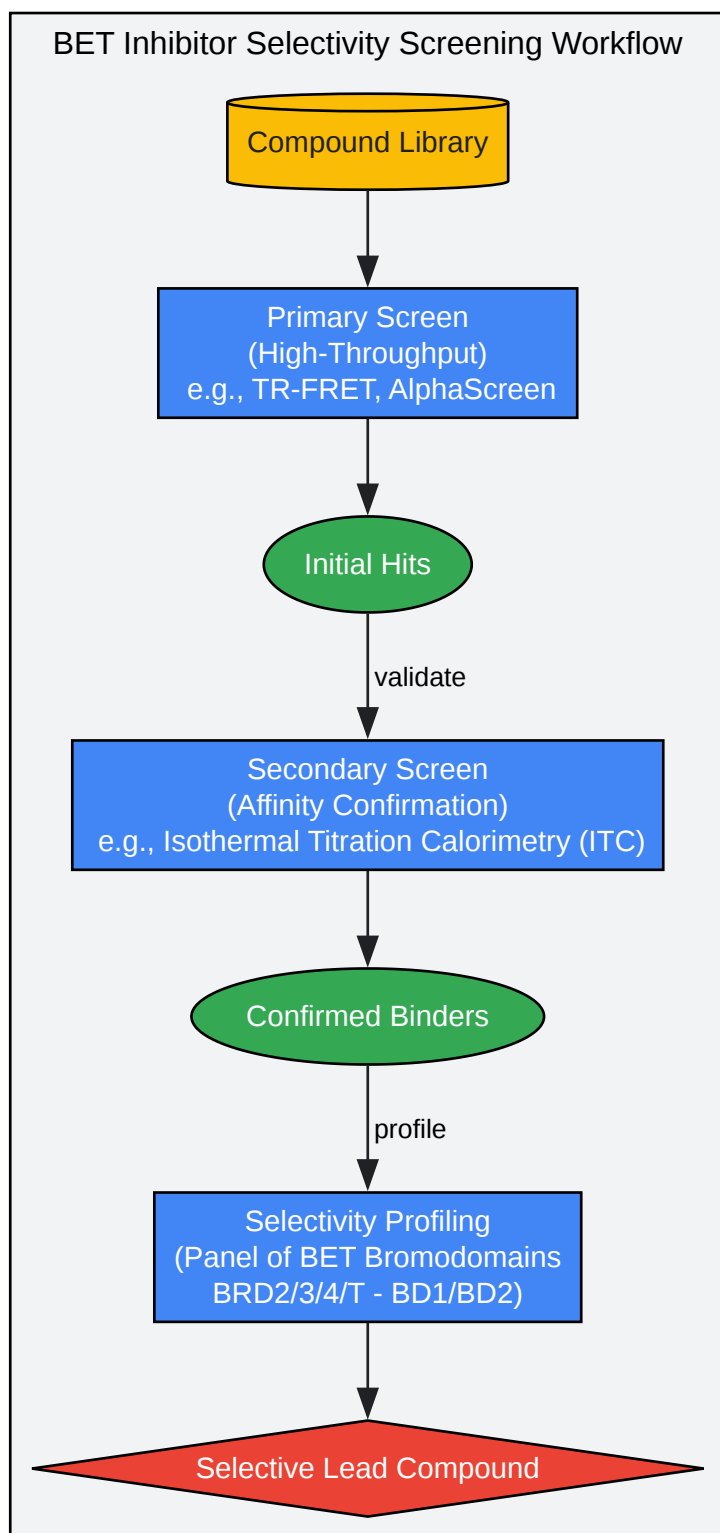 BET Inhibitor Selectivity Screening Workflow
Compound Library
Primary Screen
(High-Throughput)
e.g., TR-FRET, AlphaScreen
Initial Hits
validate
Secondary Screen
(Affinity Confirmation)
e.g., Isothermal Titration Calorimetry (ITC)
Confirmed Binders
profile
Selectivity Profiling
(Panel of BET Bromodomains
BRD2/3/4/T - BD1/BD2)
Selective Lead Compound